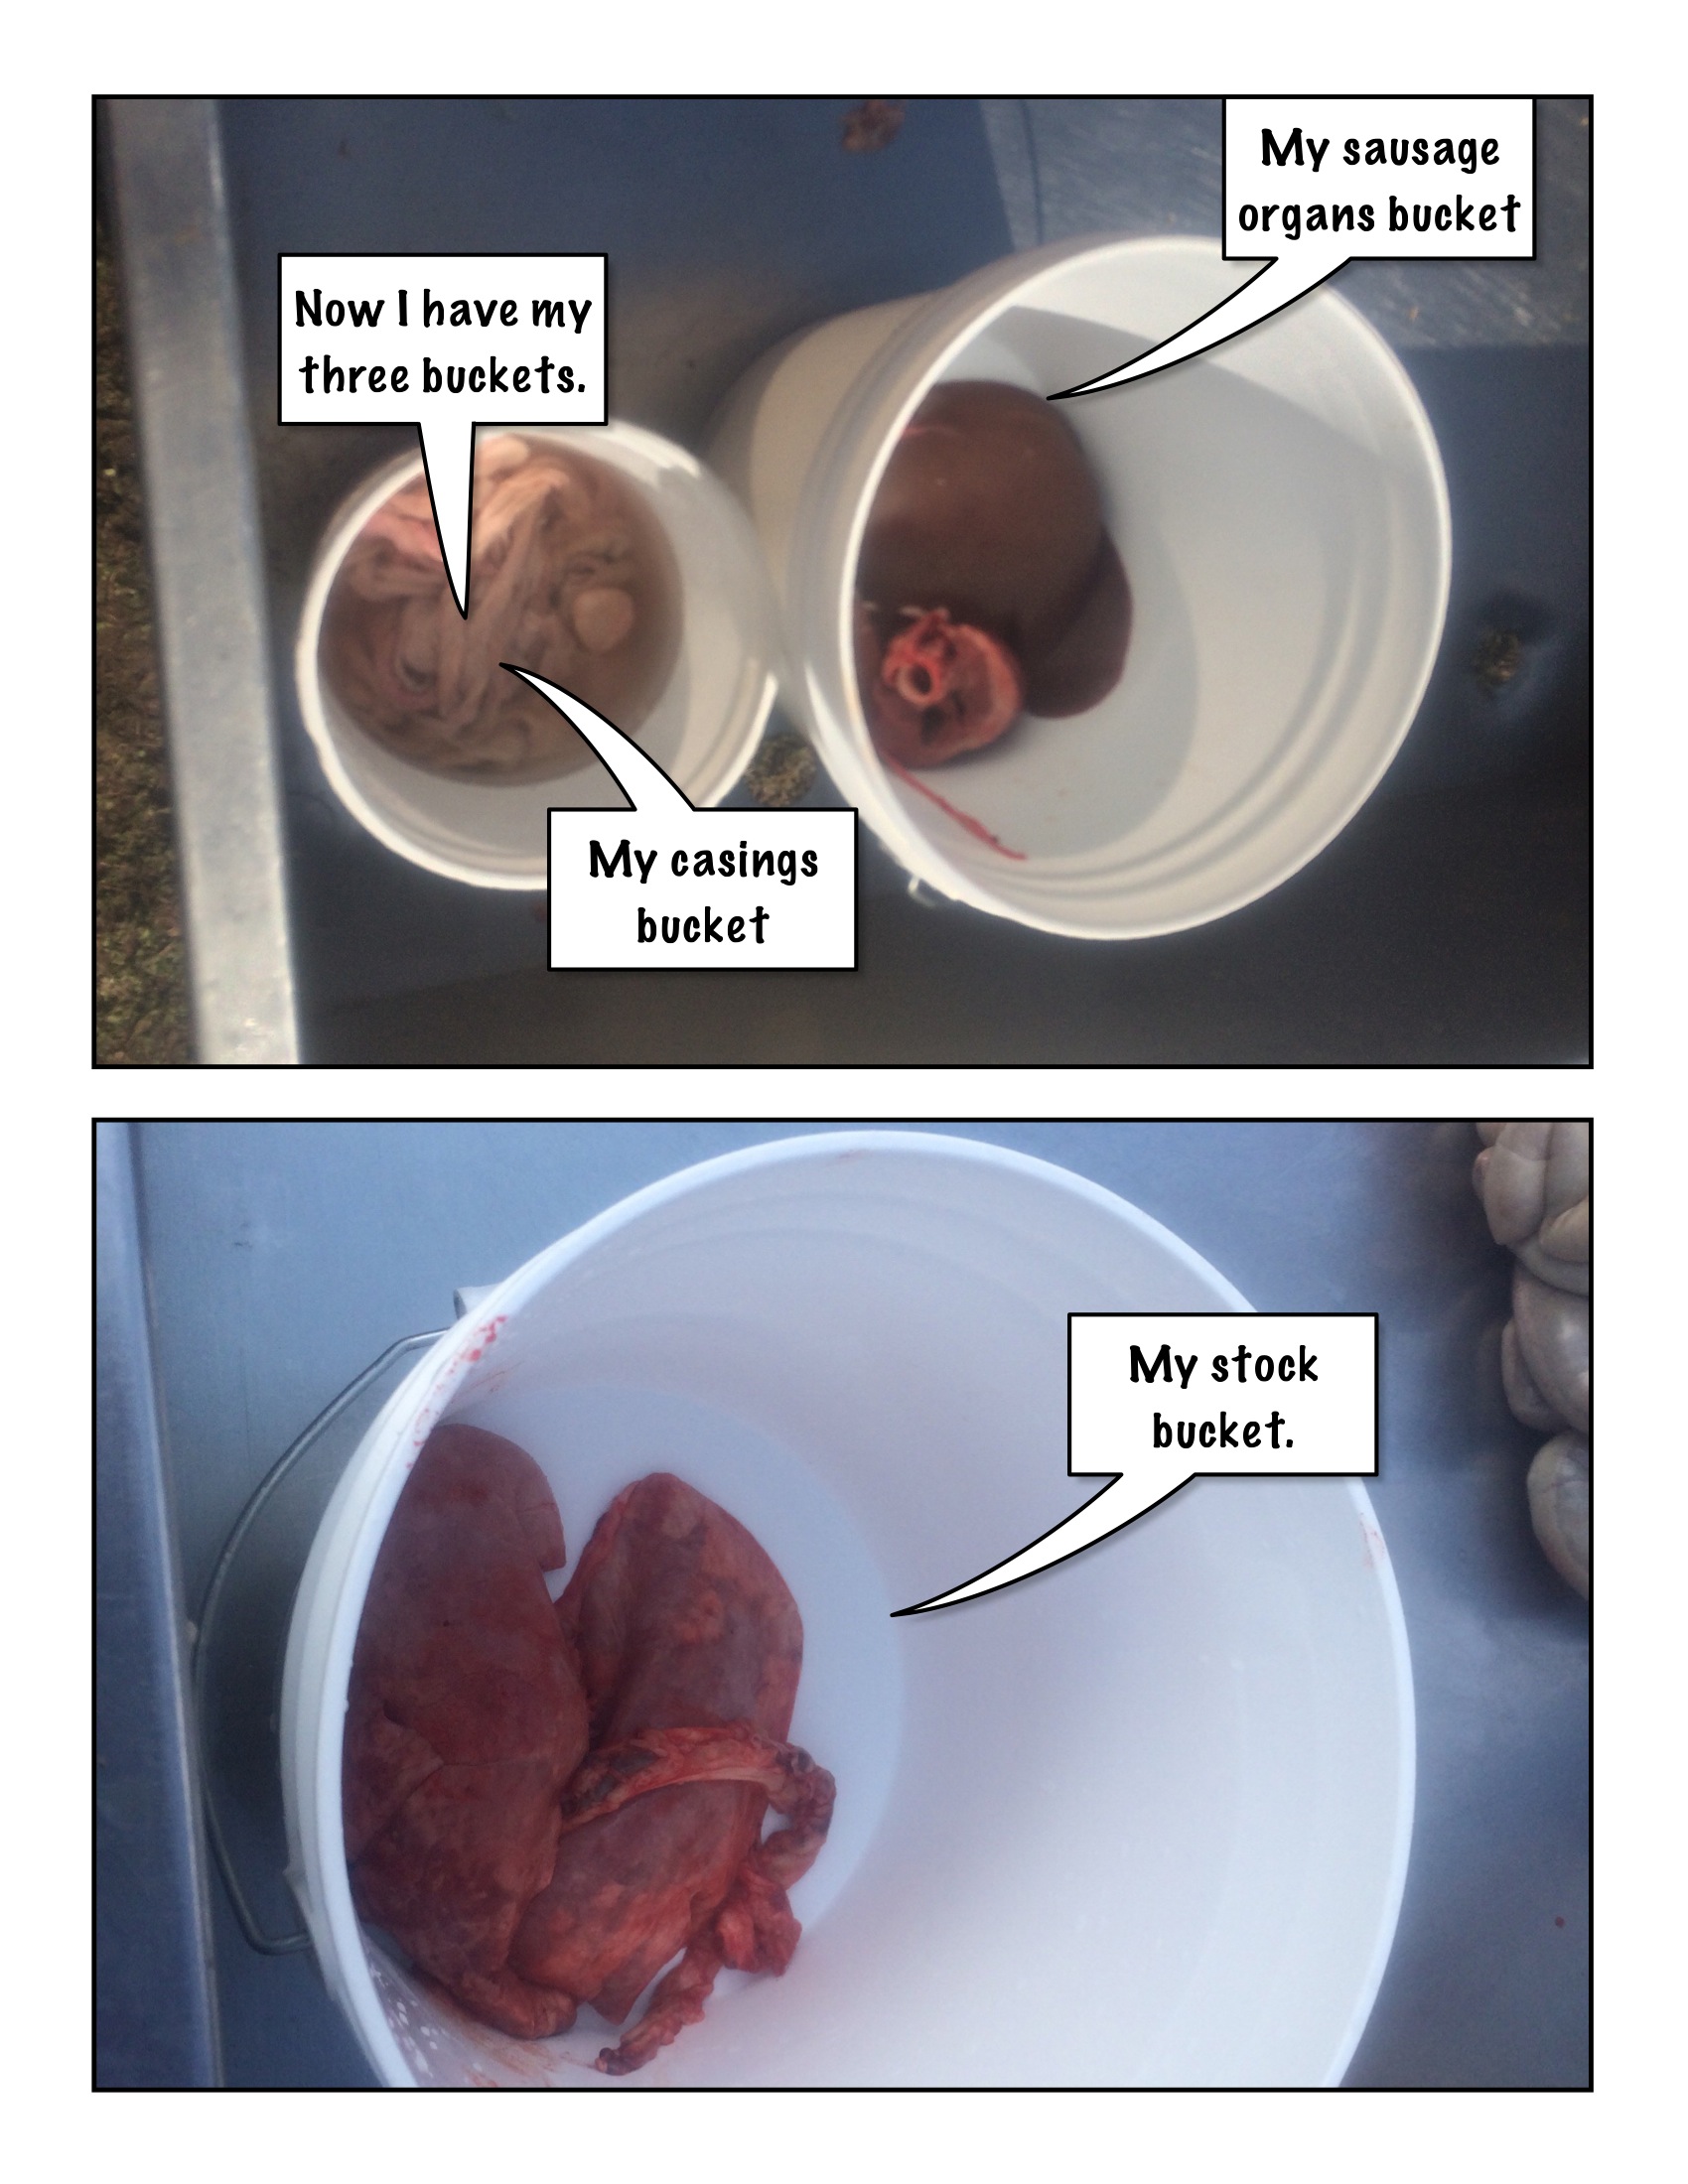 Now I have my
three buckets.
My sausage
organs bucket
My casings
bucket
My stock
bucket.